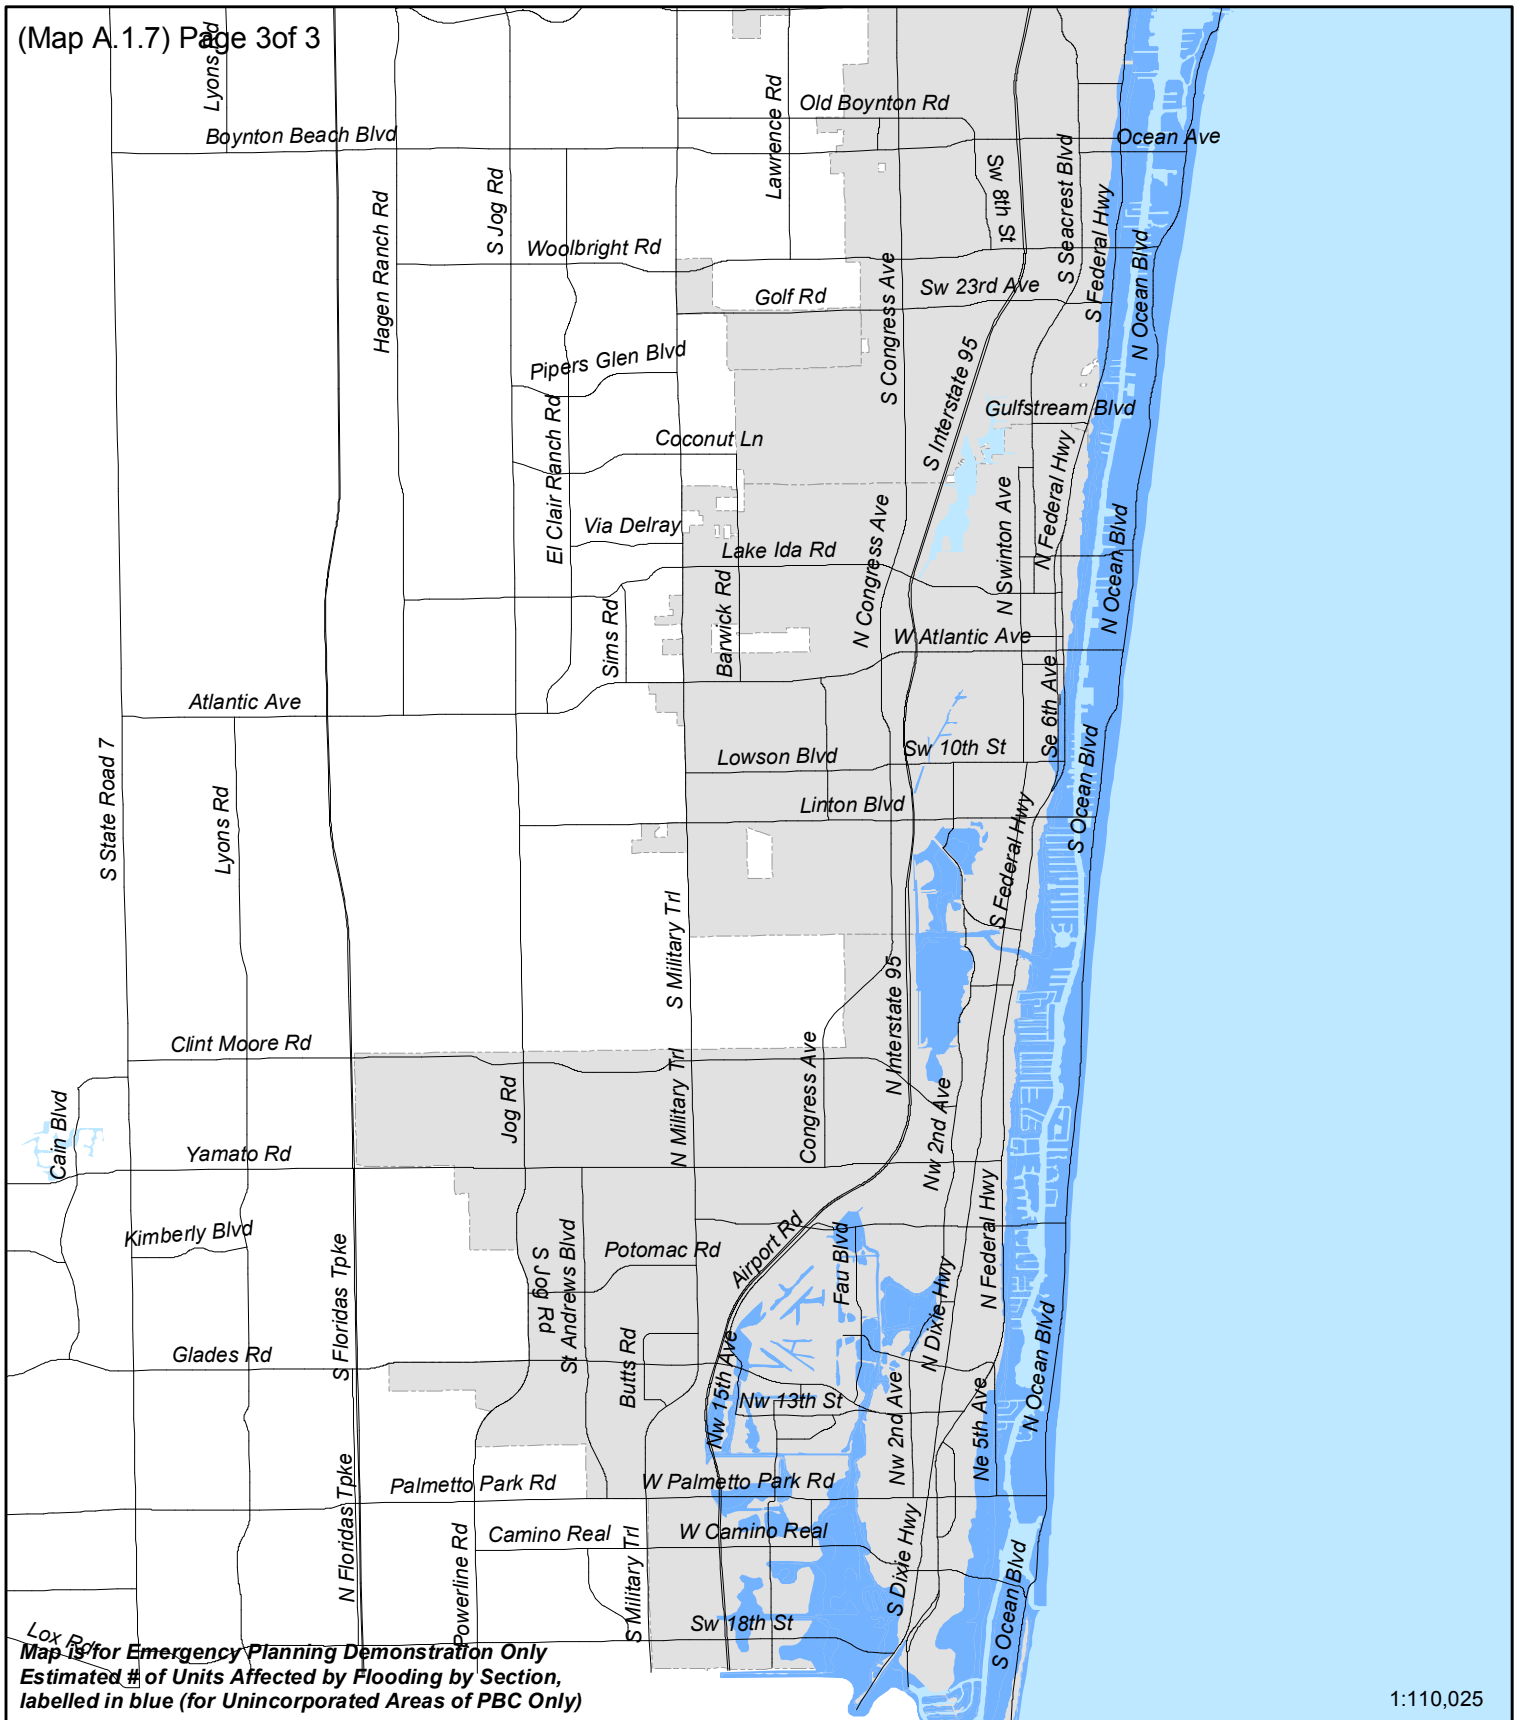 (Map A.1.7) Page 3of 3
Lyons Rd
Old Boynton Rd
Lawrence Rd
Boynton Beach Blvd
Ocean Ave
Sw 8th St
S Seacrest Blvd
S Jog Rd
Hagen Ranch Rd
S Federal Hwy
Woolbright Rd
N Ocean Blvd
S Congress Ave
Sw 23rd Ave
Golf Rd
Pipers Glen Blvd
S Interstate 95
Gulfstream Blvd
El Clair Ranch Rd
Coconut Ln
N Federal Hwy
N Swinton Ave
N Congress Ave
Via Delray
Lake Ida Rd
N Ocean Blvd
Sims Rd
Barwick Rd
W Atlantic Ave
Atlantic Ave
Se 6th Ave
S State Road 7
Lowson Blvd
Sw 10th St
S Ocean Blvd
Lyons Rd
Linton Blvd
S Federal Hwy
S Military Trl
N Interstate 95
Clint Moore Rd
Congress Ave
N Military Trl
Jog Rd
Cain Blvd
Nw 2nd Ave
Yamato Rd
N Federal Hwy
Kimberly Blvd
S Floridas Tpke
S Jog Rd
St Andrews Blvd
Potomac Rd
Airport Rd
Fau Blvd
N Dixie Hwy
Glades Rd
Butts Rd
Nw 15th Ave
N Ocean Blvd
Nw 13th St
Nw 2nd Ave
Ne 5th Ave
N Floridas Tpke
Palmetto Park Rd
W Palmetto Park Rd
Powerline Rd
Camino Real
W Camino Real
S Military Trl
S Dixie Hwy
S Ocean Blvd
Sw 18th St
Lox Rd
Map is for Emergency Planning Demonstration Only
Estimated # of Units Affected by Flooding by Section,
labelled in blue (for Unincorporated Areas of PBC Only)
1:110,025